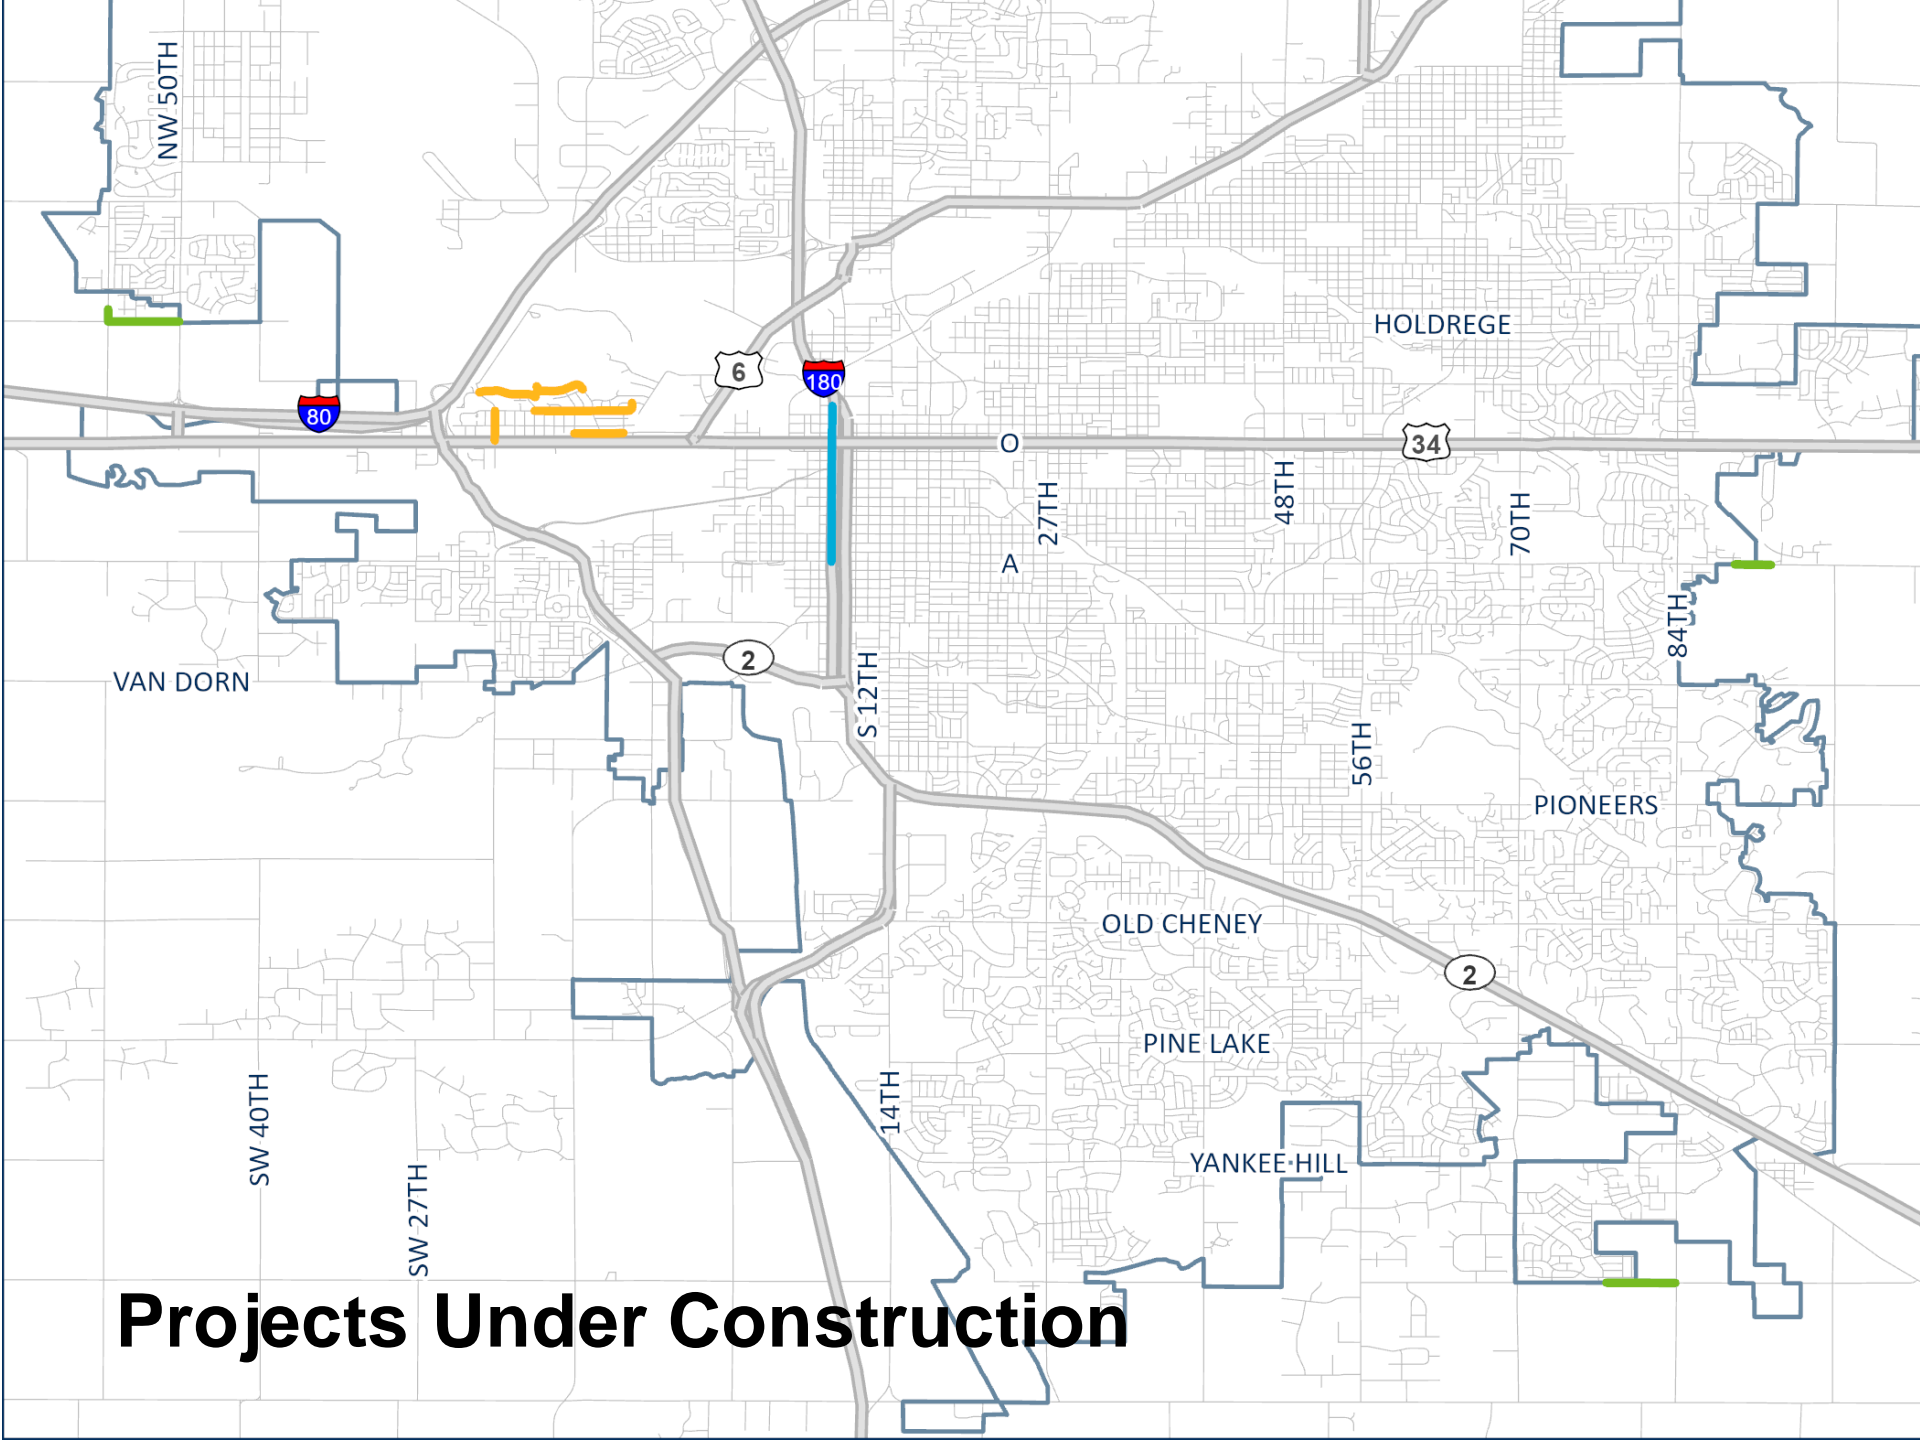 NW 50TH
HOLDREGE
6
180
80
O
34
27TH
48TH
70TH
A
84TH
VAN DORN
2
S 12TH
56TH
PIONEERS
OLD CHENEY
2
PINE LAKE
SW 40TH
14TH
YANKEE HILL
SW 27TH
Projects Under Construction